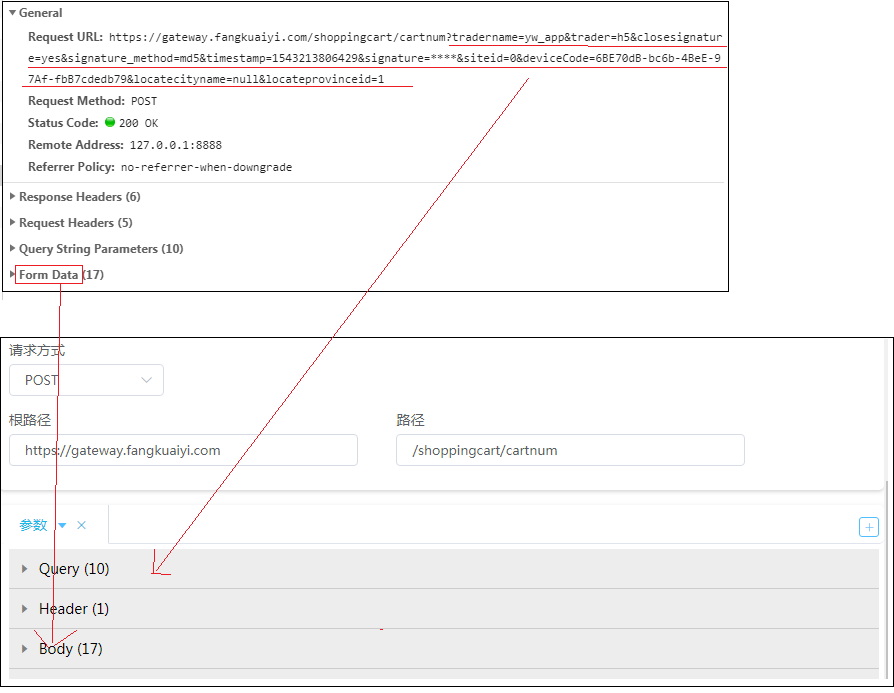 General
Request URL: https://gateway.fangkuaiyi.com/shoppingcart/cartnum?tradername=yw_app&trader=h5&closesignatur
e=yes&signature_method=md5&timestamp=1543213806429&signature=****&siteid=0&deviceCode=6BE70dB-bc6b-4BeE-9
7Af-fbB7cdedb79&locatecityname=null&locateprovinceid=1
Request Method: POST
Status Code: 200 OK
Remote Address: 127.0.0.1:8888
Referrer Policy: no-referrer-when-downgrade
Response Headers (6)
Request Headers (5)
Query String Parameters (10)
Form Data (17)
请求方式
POST
根路径 路径
https://gateway.fangkuaiyi.com /shoppingcart/cartnum
参数
Query (10)
Header (1)
Body (17)